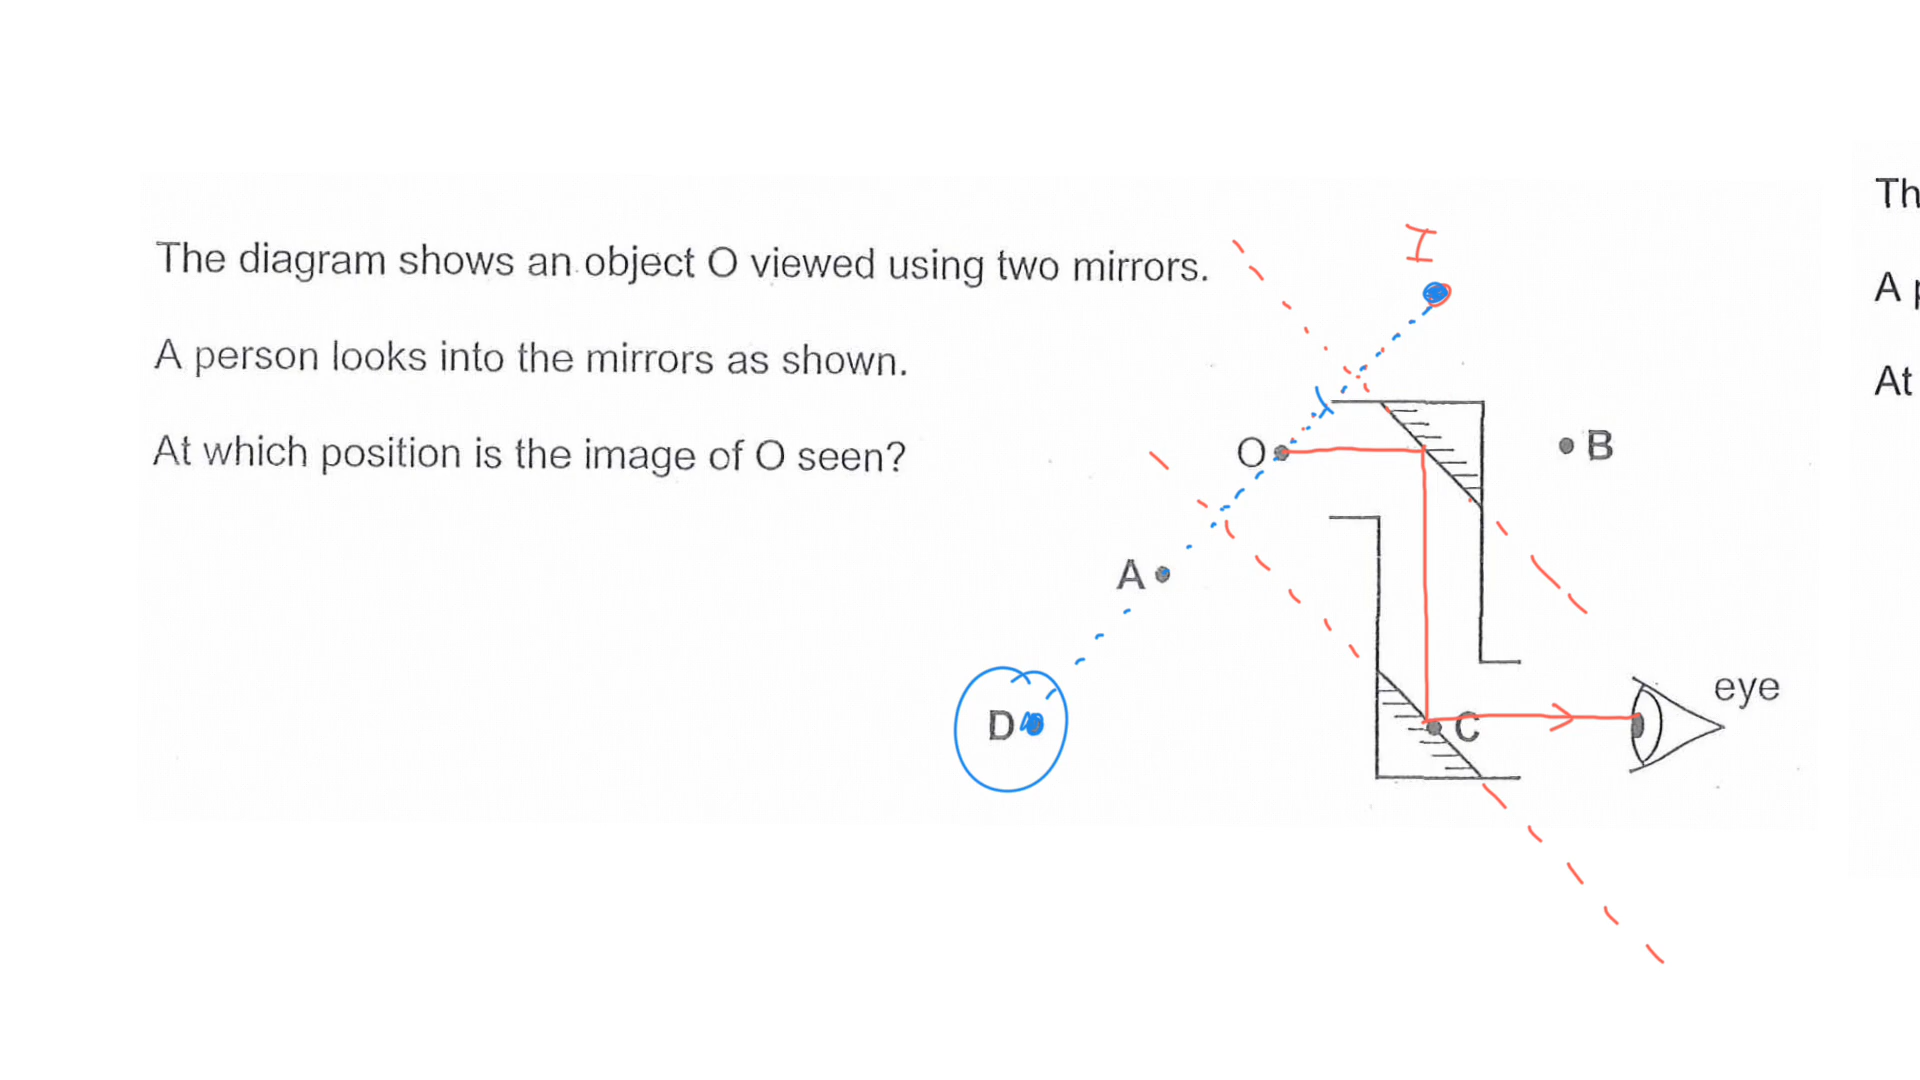 The diagram shows an object O viewed using two mirrors.
A person looks into the mirrors as shown.
At which position is the image of O seen?
I
O
B
A
D
C
eye
Th
A
At